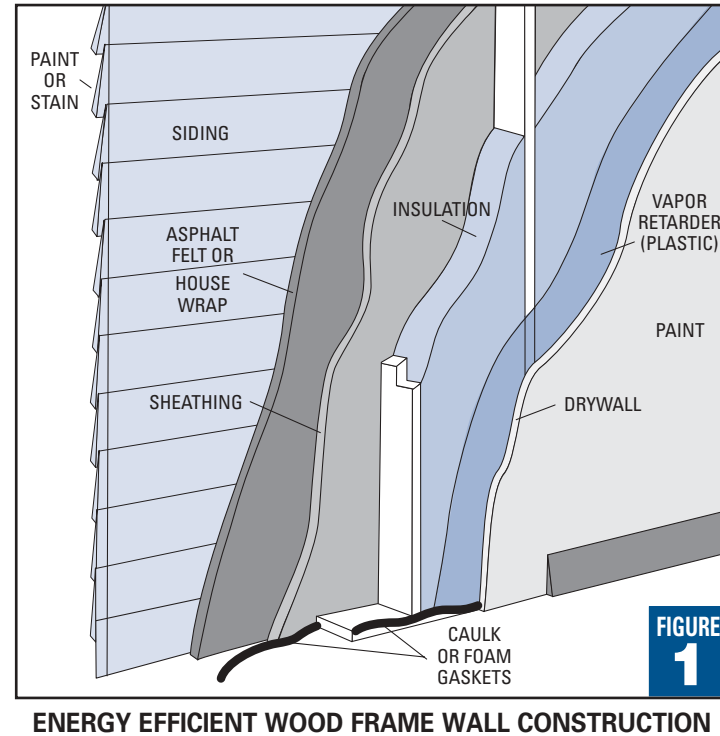 PAINT
OR
STAIN
SIDING
ASPHALT
FELT OR
HOUSE
WRAP
SHEATHING
INSULATION
VAPOR
RETARDER
(PLASTIC)
PAINT
DRYWALL
CAULK
OR FOAM
GASKETS
FIGURE
1
ENERGY EFFICIENT WOOD FRAME WALL CONSTRUCTION